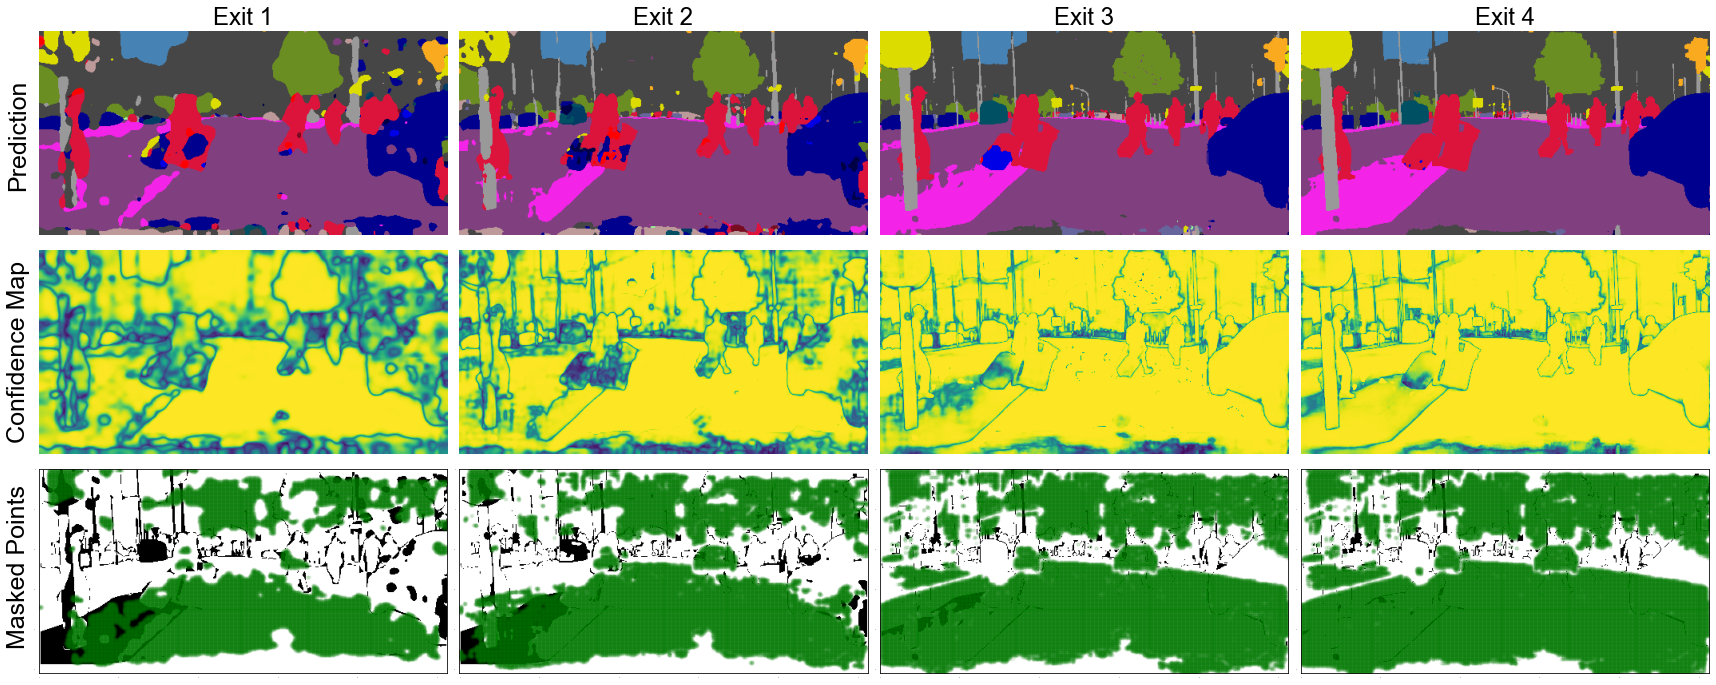 Exit 1
Exit 2
Exit 3
Exit 4
Prediction
Confidence Map
Masked Points